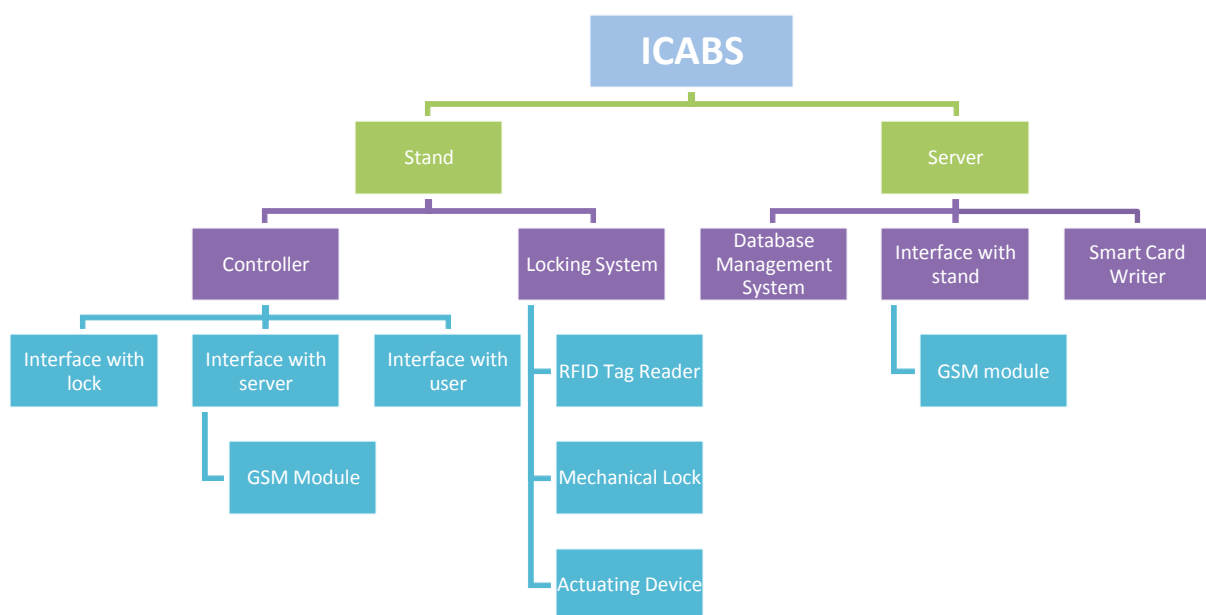 ICABS
Stand
Server
Controller
Locking System
Database
Management
System
Interface with
stand
Smart Card
Writer
Interface with
lock
Interface with
server
Interface with
user
RFID Tag Reader
GSM module
GSM Module
Mechanical Lock
Actuating Device